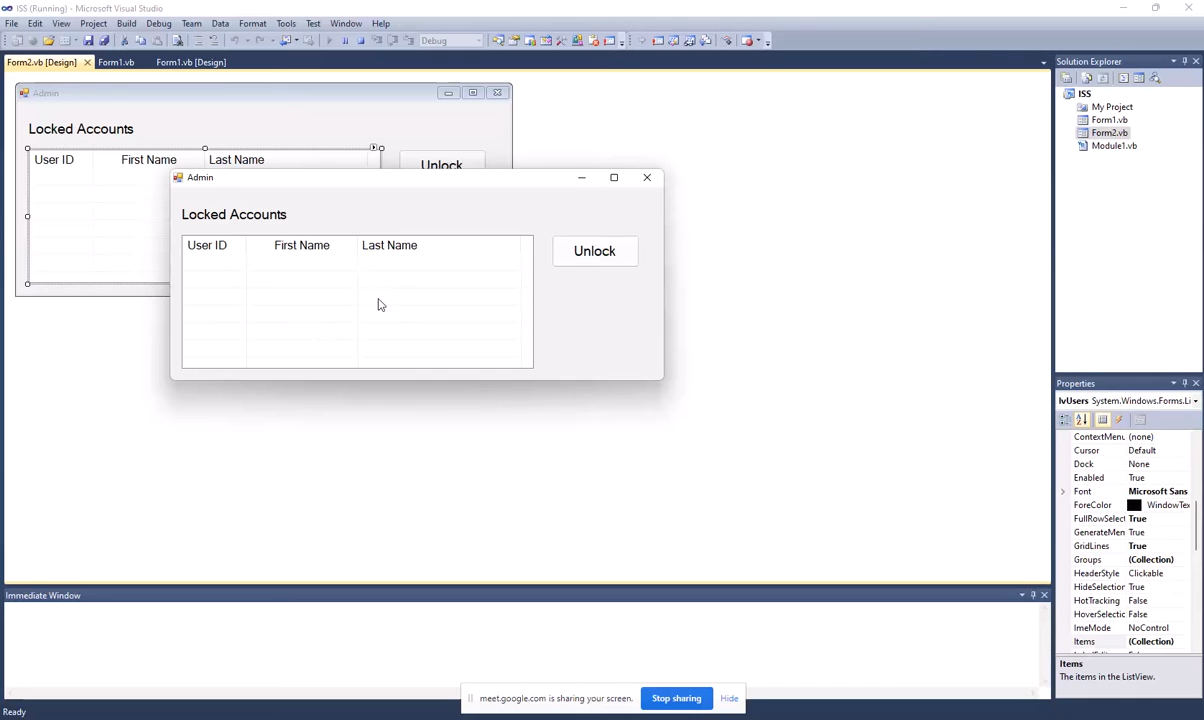 ISS (Running) - Microsoft Visual Studio
File Edit View Project Build Debug Team Data Format Tools Test Window Help
Debug
Form2.vb [Design] Form1.vb Form1.vb [Design]
Admin
Locked Accounts
User ID First Name Last Name
Unlock
Admin
Locked Accounts
User ID First Name Last Name
Unlock
Solution Explorer
ISS
My Project
Form1.vb
Form2.vb
Module1.vb
Properties
lvUsers System.Windows.Forms.Li
ContextMenu (none)
Cursor Default
Dock None
Enabled True
Font Microsoft Sans
ForeColor WindowTex
FullRowSelect True
GenerateMem True
GridLines True
Groups (Collection)
HeaderStyle Clickable
HideSelection True
HotTracking False
HoverSelection False
ImeMode NoControl
Items (Collection)
Items
The items in the ListView.
Immediate Window
meet.google.com is sharing your screen. Stop sharing Hide
Ready